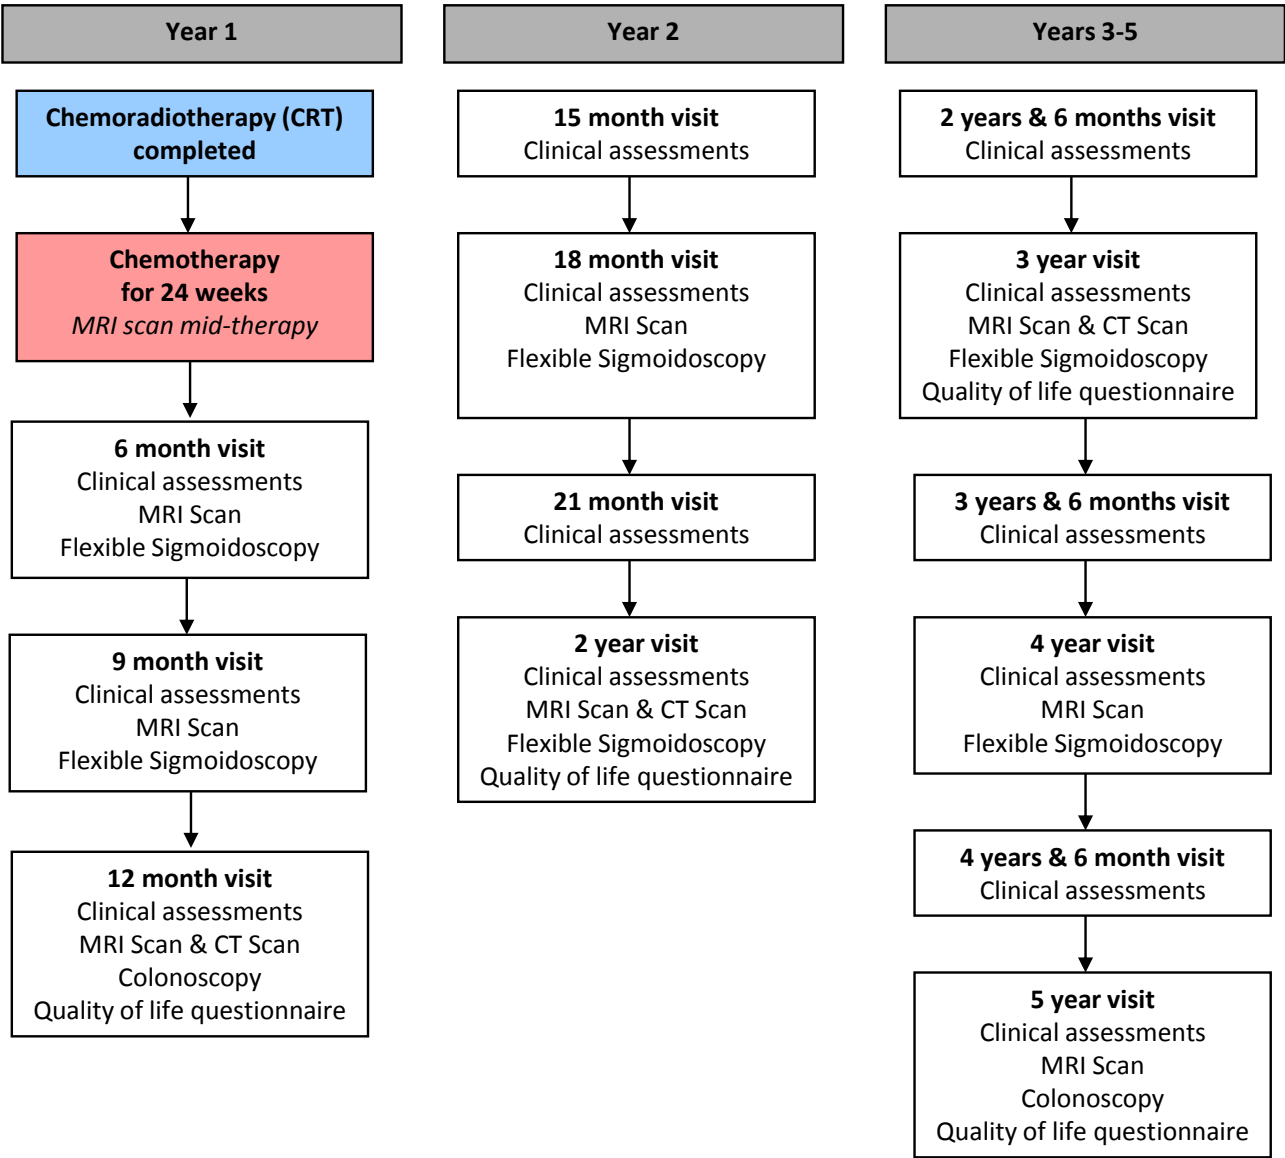 Year 1
Chemoradiotherapy (CRT)
completed
Chemotherapy
for 24 weeks
MRI scan mid-therapy
6 month visit
Clinical assessments
MRI Scan
Flexible Sigmoidoscopy
9 month visit
Clinical assessments
MRI Scan
Flexible Sigmoidoscopy
12 month visit
Clinical assessments
MRI Scan & CT Scan
Colonoscopy
Quality of life questionnaire
Year 2
15 month visit
Clinical assessments
18 month visit
Clinical assessments
MRI Scan
Flexible Sigmoidoscopy
21 month visit
Clinical assessments
2 year visit
Clinical assessments
MRI Scan & CT Scan
Flexible Sigmoidoscopy
Quality of life questionnaire
Years 3-5
2 years & 6 months visit
Clinical assessments
3 year visit
Clinical assessments
MRI Scan & CT Scan
Flexible Sigmoidoscopy
Quality of life questionnaire
3 years & 6 months visit
Clinical assessments
4 year visit
Clinical assessments
MRI Scan
Flexible Sigmoidoscopy
4 years & 6 month visit
Clinical assessments
5 year visit
Clinical assessments
MRI Scan
Colonoscopy
Quality of life questionnaire